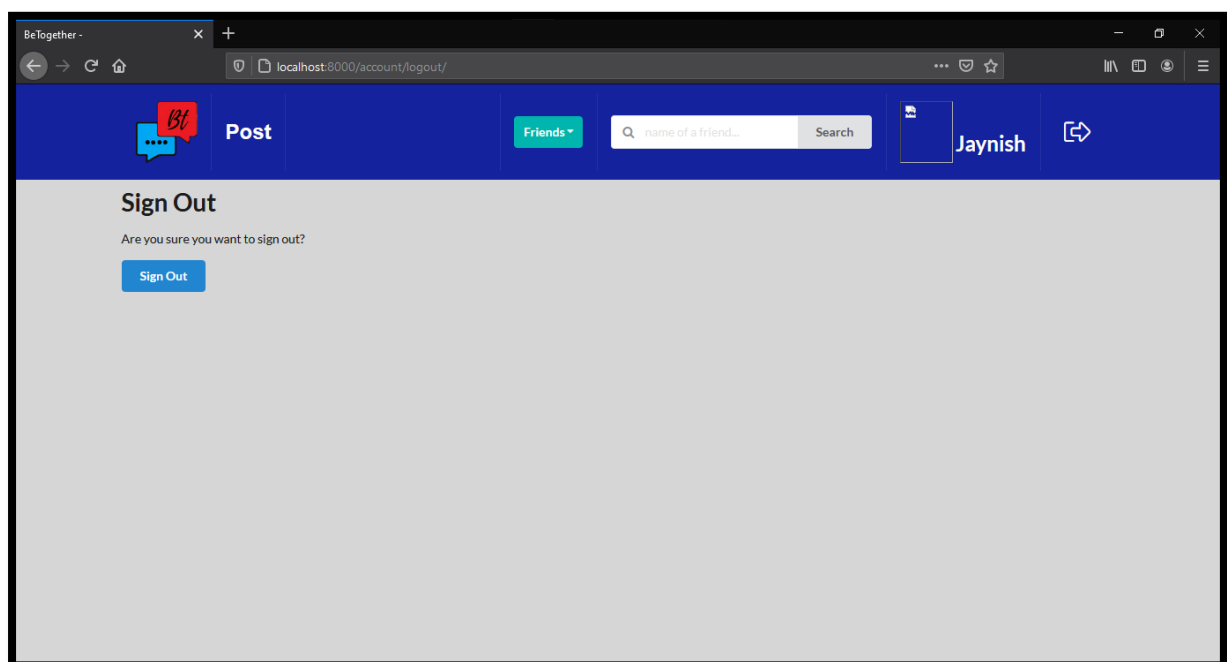 BeTogether -
localhost:8000/account/logout/
Bt
Post
Friends
name of a friend...
Search
Jaynish
Sign Out
Are you sure you want to sign out?
Sign Out